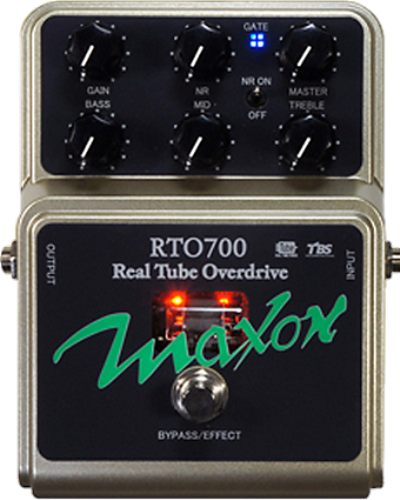 GATE
GAIN NR MASTER
NR ON
BASS MID TREBLE
OFF
OUTPUT
RTO700
Tube TBS
INPUT
Real Tube Overdrive
maxon
BYPASS/EFFECT